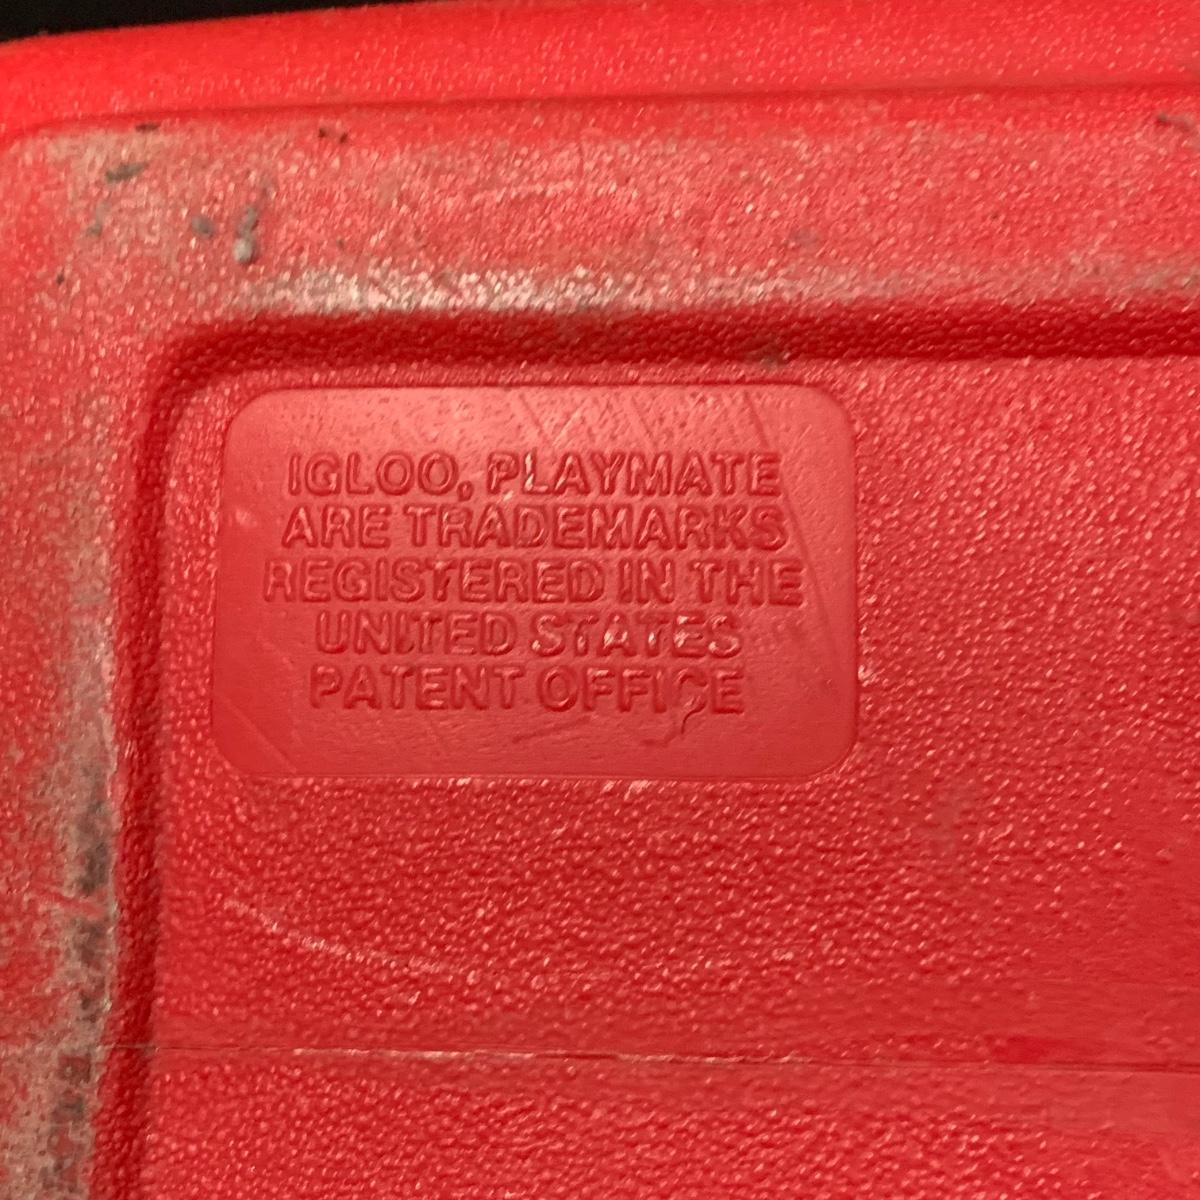 IGLOO, PLAYMATE
ARE TRADEMARKS
REGISTERED IN THE
UNITED STATES
PATENT OFFICE